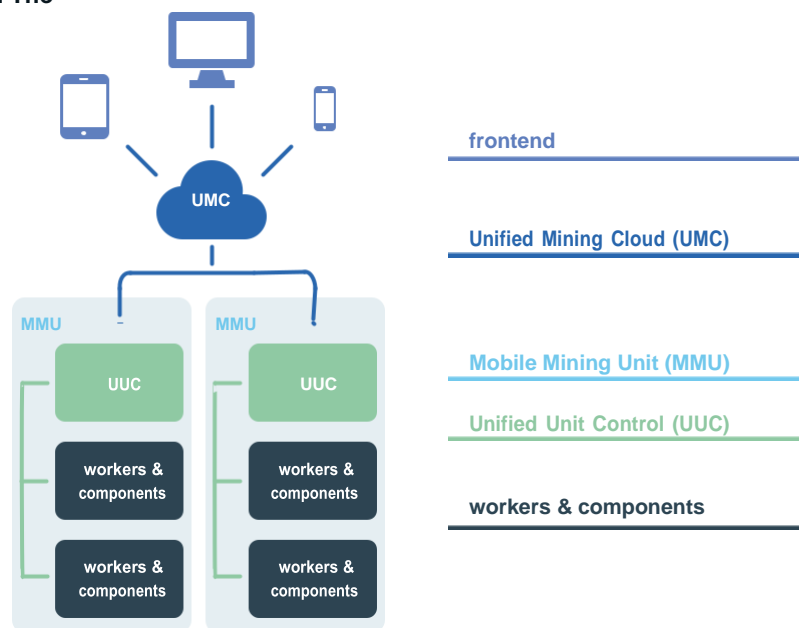 frontend
UMC
Unified Mining Cloud (UMC)
MMU
MMU
Mobile Mining Unit (MMU)
UUC
UUC
Unified Unit Control (UUC)
workers &
components
workers &
components
workers & components
workers &
components
workers &
components